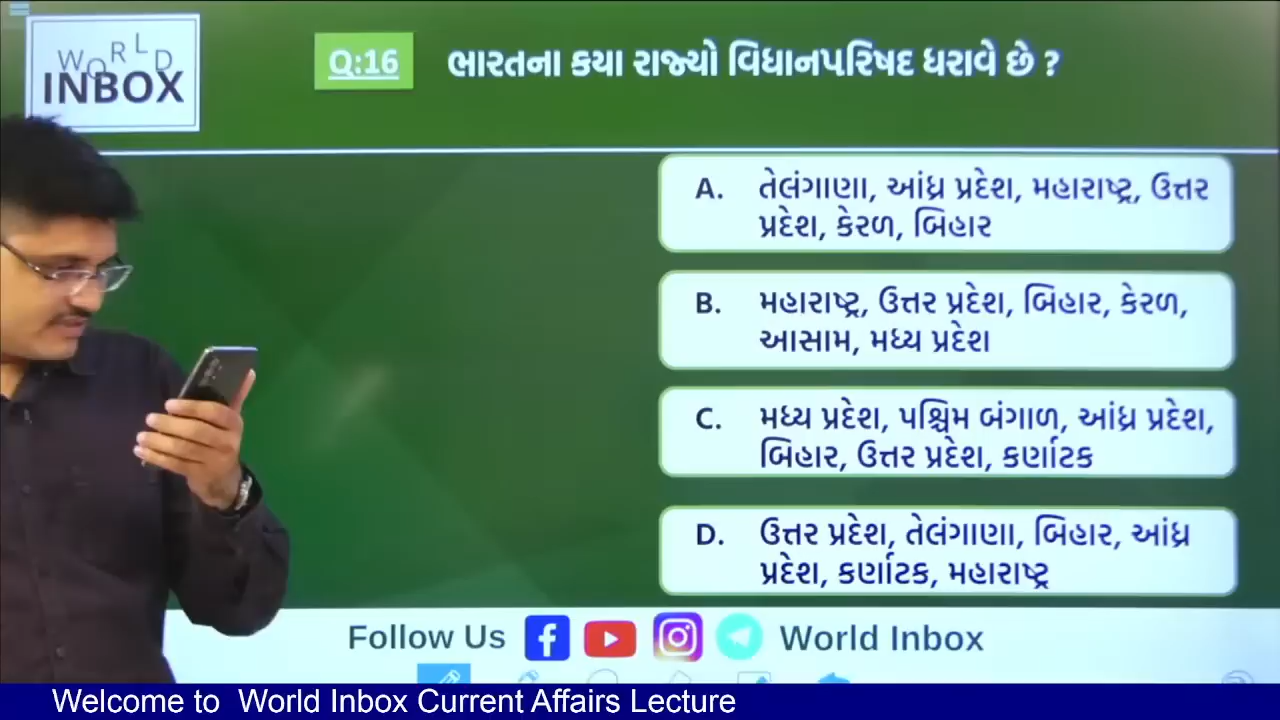 WORLD
INBOX
Q:16 ભારતના કયા રાજ્યો વિધાનપરિષદ ધરાવે છે ?
A. તેલંગાણા, આંધ્ર પ્રદેશ, મહારાષ્ટ્ર, ઉત્તર
પ્રદેશ, કેરળ, બિહાર
B. મહારાષ્ટ્ર, ઉત્તર પ્રદેશ, બિહાર, કેરળ,
આસામ, મધ્ય પ્રદેશ
C. મધ્ય પ્રદેશ, પશ્ચિમ બંગાળ, આંધ્ર પ્રદેશ,
બિહાર, ઉત્તર પ્રદેશ, કર્ણાટક
D. ઉત્તર પ્રદેશ, તેલંગાણા, બિહાર, આંધ્ર
પ્રદેશ, કર્ણાટક, મહારાષ્ટ્ર
Follow Us World Inbox
Welcome to World Inbox Current Affairs Lecture